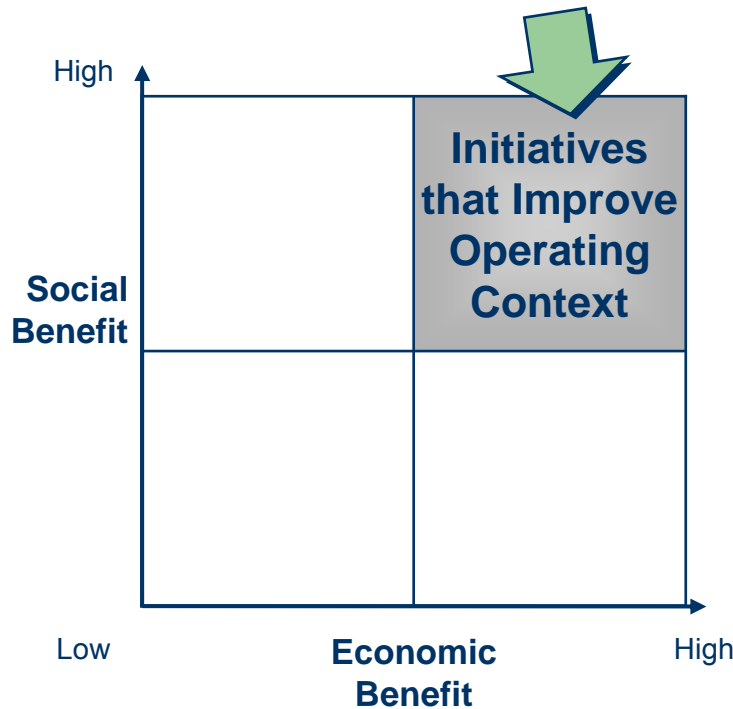 High
Initiatives
that Improve
Operating
Context
Social
Benefit
Low
Economic
Benefit
High